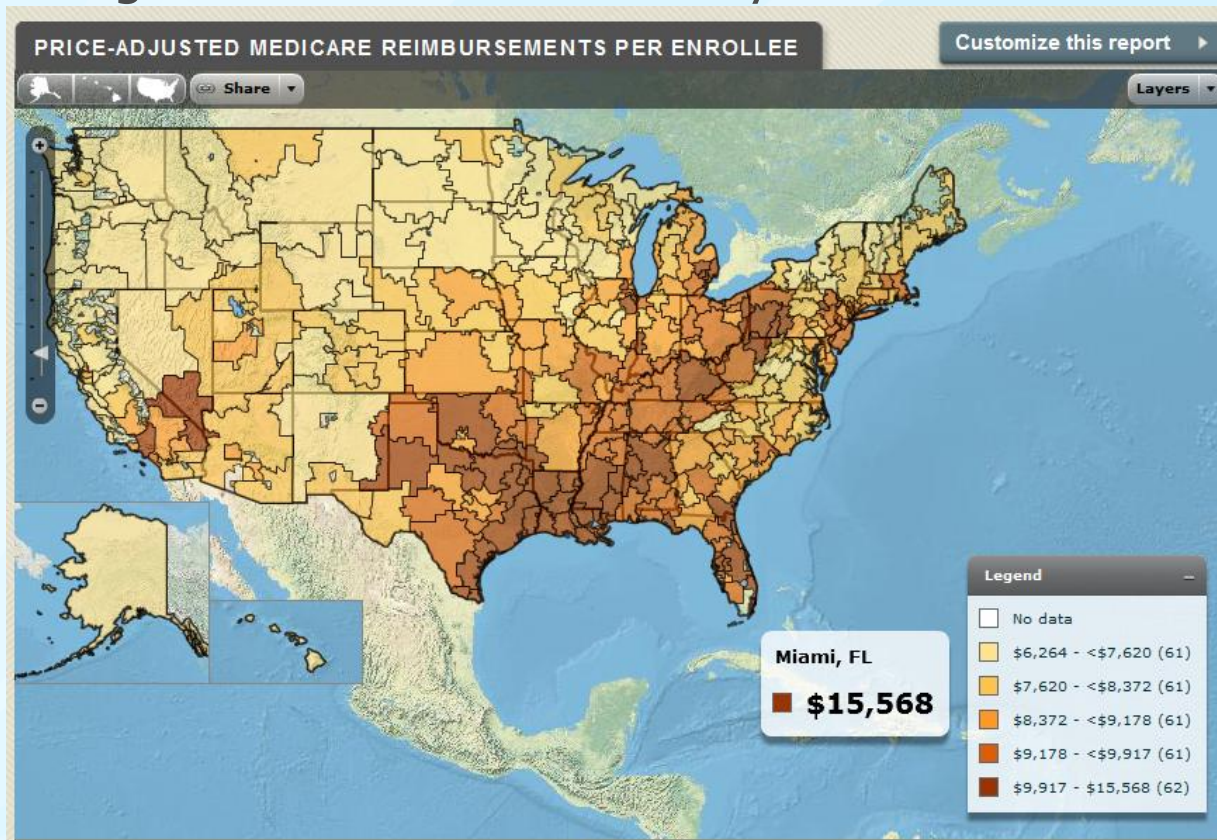 PRICE-ADJUSTED MEDICARE REIMBURSEMENTS PER ENROLLEE
Customize this report
Share
Layers
Miami, FL
$15,568
Legend
No data
$6,264 - <$7,620 (61)
$7,620 - <$8,372 (61)
$8,372 - <$9,178 (61)
$9,178 - <$9,917 (61)
$9,917 - $15,568 (62)